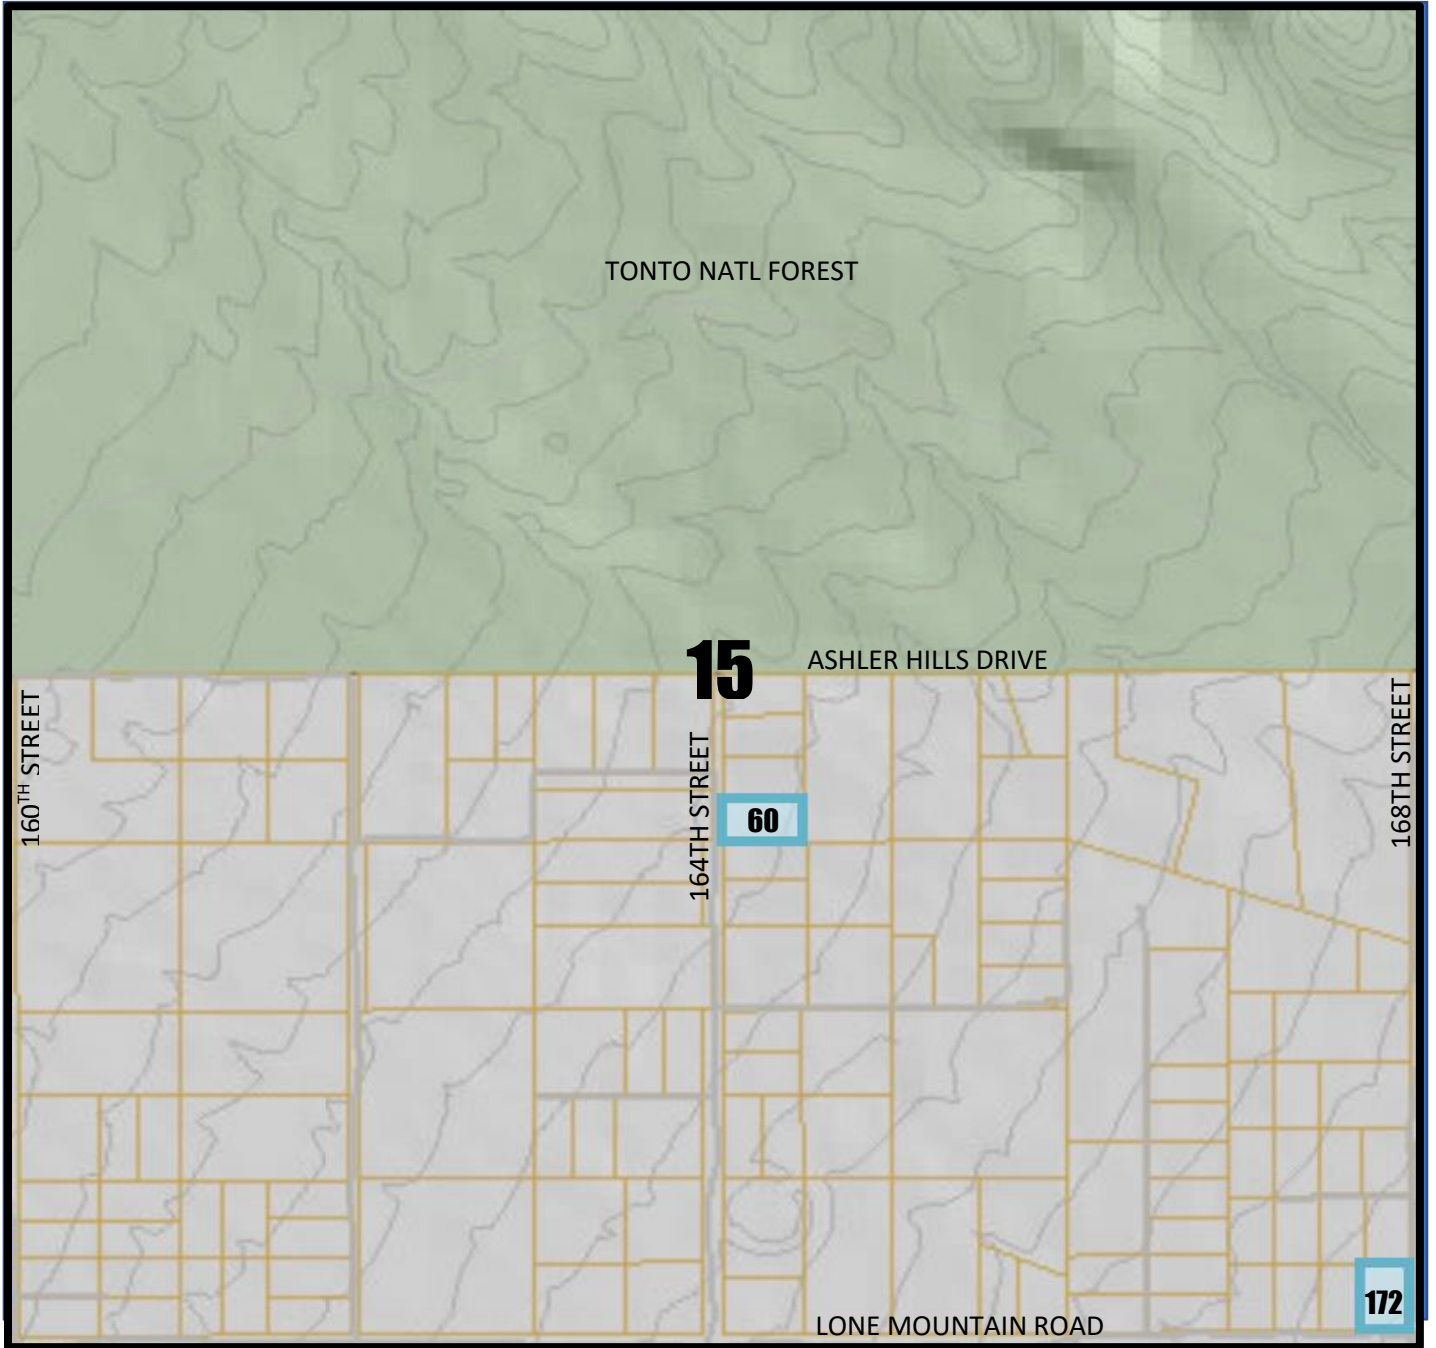 TONTO NATL FOREST
15
ASHLER HILLS DRIVE
160TH STREET
164TH STREET
60
168TH STREET
172
LONE MOUNTAIN ROAD